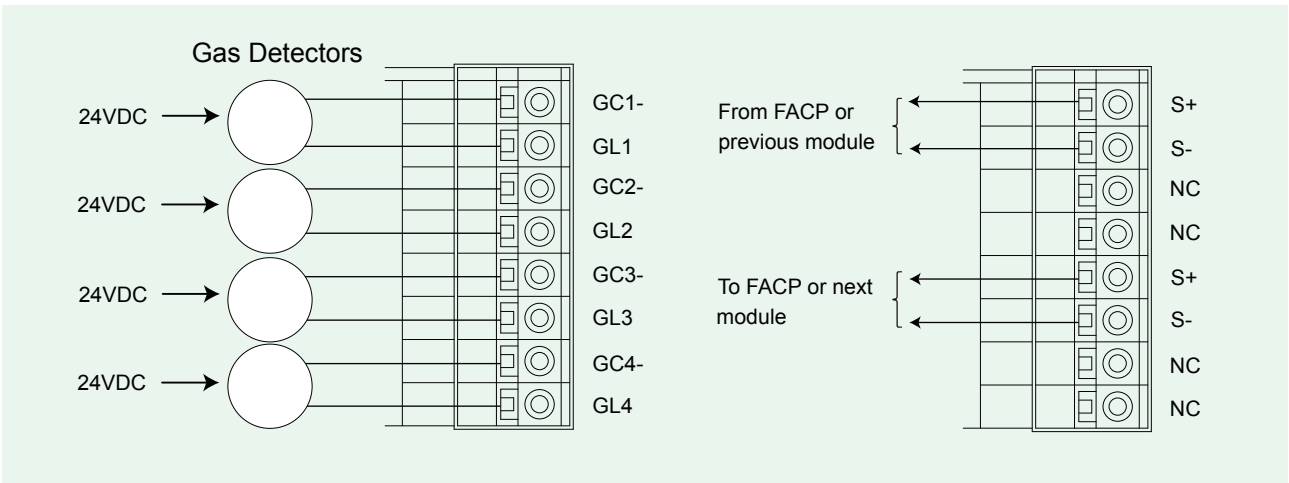 Gas Detectors
24VDC
24VDC
24VDC
24VDC
GC1-
GL1
GC2-
GL2
GC3-
GL3
GC4-
GL4
From FACP or
previous module
To FACP or next
module
S+
S-
NC
NC
S+
S-
NC
NC